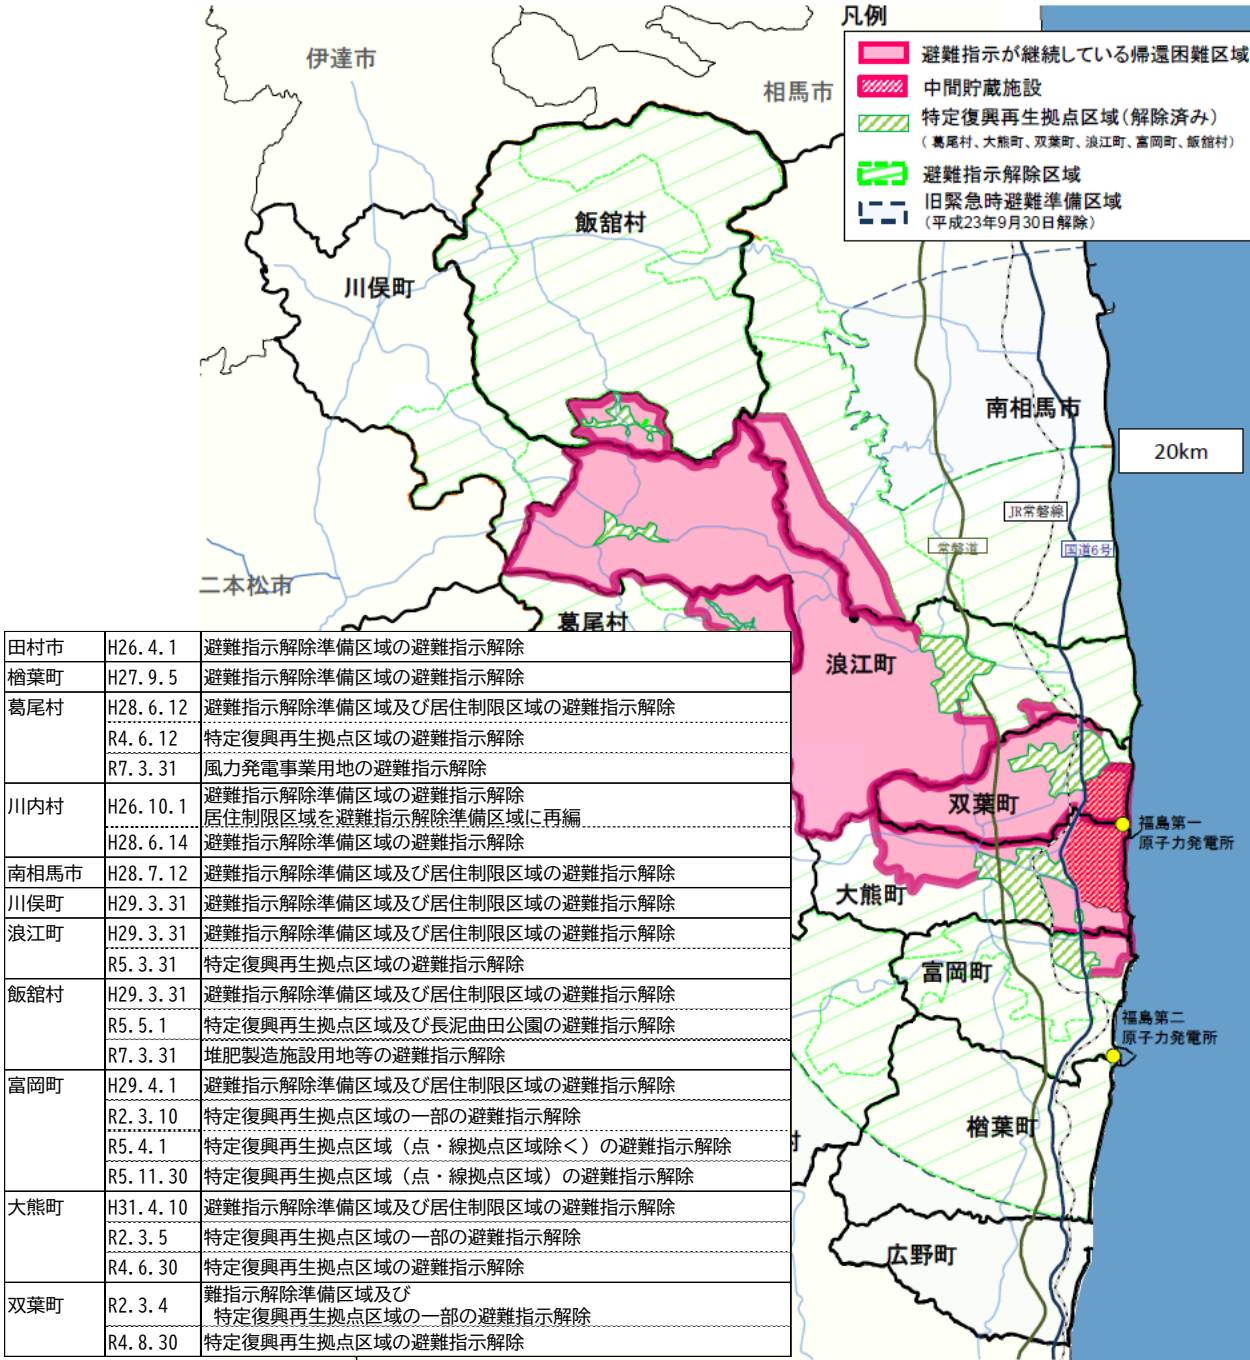 凡例
避難指示が継続している帰還困難区域
中間貯蔵施設
特定復興再生拠点区域(解除済み)
(葛尾村、大熊町、双葉町、浪江町、富岡町、飯舘村)
避難指示解除区域
旧緊急時避難準備区域
(平成23年9月30日解除)
伊達市
相馬市
飯舘村
川俣町
南相馬市
20km
JR常磐線
常磐道
国道6号
二本松市
葛尾村
浪江町
双葉町
福島第一
原子力発電所
大熊町
富岡町
福島第二
原子力発電所
楢葉町
村
広野町
田村市 H26.4.1 避難指示解除準備区域の避難指示解除
楢葉町 H27.9.5 避難指示解除準備区域の避難指示解除
葛尾村 H28.6.12 避難指示解除準備区域及び居住制限区域の避難指示解除
R4.6.12 特定復興再生拠点区域の避難指示解除
R7.3.31 風力発電事業用地の避難指示解除
川内村 H26.10.1 避難指示解除準備区域の避難指示解除
居住制限区域を避難指示解除準備区域に再編
H28.6.14 避難指示解除準備区域の避難指示解除
南相馬市 H28.7.12 避難指示解除準備区域及び居住制限区域の避難指示解除
川俣町 H29.3.31 避難指示解除準備区域及び居住制限区域の避難指示解除
浪江町 H29.3.31 避難指示解除準備区域及び居住制限区域の避難指示解除
R5.3.31 特定復興再生拠点区域の避難指示解除
飯舘村 H29.3.31 避難指示解除準備区域及び居住制限区域の避難指示解除
R5.5.1 特定復興再生拠点区域及び長泥曲田公園の避難指示解除
R7.3.31 堆肥製造施設用地等の避難指示解除
富岡町 H29.4.1 避難指示解除準備区域及び居住制限区域の避難指示解除
R2.3.10 特定復興再生拠点区域の一部の避難指示解除
R5.4.1 特定復興再生拠点区域(点・線拠点区域除く)の避難指示解除
R5.11.30 特定復興再生拠点区域(点・線拠点区域)の避難指示解除
大熊町 H31.4.10 避難指示解除準備区域及び居住制限区域の避難指示解除
R2.3.5 特定復興再生拠点区域の一部の避難指示解除
R4.6.30 特定復興再生拠点区域の避難指示解除
双葉町 R2.3.4 難指示解除準備区域及び
特定復興再生拠点区域の一部の避難指示解除
R4.8.30 特定復興再生拠点区域の避難指示解除